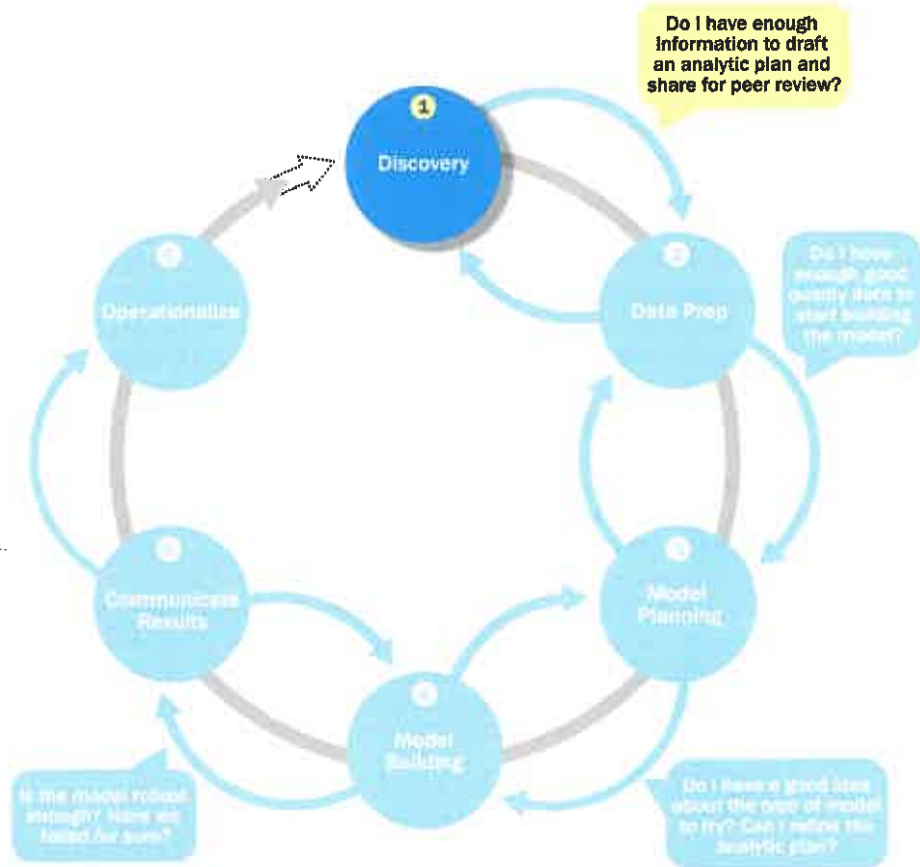 Do I have enough
information to draft
an analytic plan and
share for peer review?
1
Discovery
2
Data Prep
Do I have
enough good
quality data to
start building
the model?
3
Model
Planning
Do I have a good idea
about the type of model
to try? Can I refine the
analytic plan?
4
Model
Building
Is the model robust
enough? Have we
failed for sure?
5
Communicate
Results
6
Operationalize